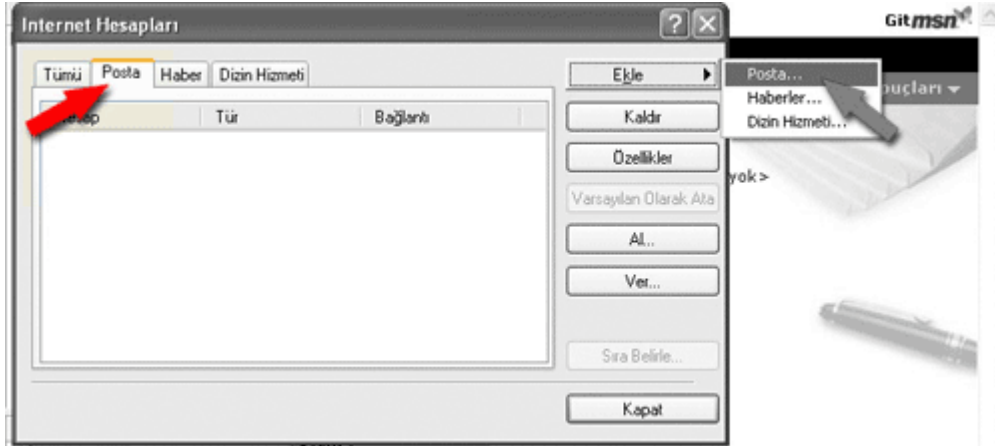 Internet Hesapları
Git msn
Tümü Posta Haber Dizin Hizmeti
Tür Bağlantı
Ekle
Kaldır
Özellikler
Varsayılan Olarak Ata
Al...
Ver...
Sıra Belirle...
Kapat
Posta...
Haberler...
Dizin Hizmeti...
yok>